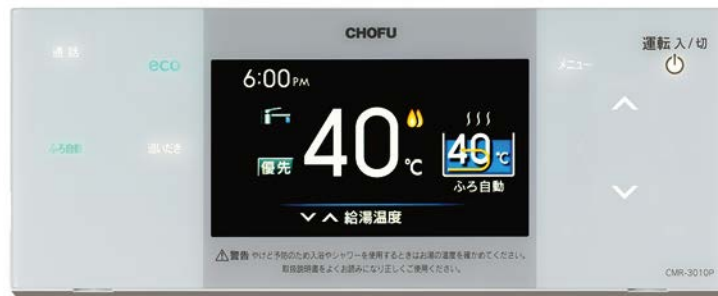 CHOFU
通話
eco
メニュー
運転 入/切
6:00PM
40℃
優先
40℃
ふろ自動
ふろ自動
追いだき
給湯温度
警告 やけど予防のため入浴やシャワーを使用するときはお湯の温度を確かめてください。
取扱説明書をよくお読みになり正しくご使用ください。
CMR-3010P